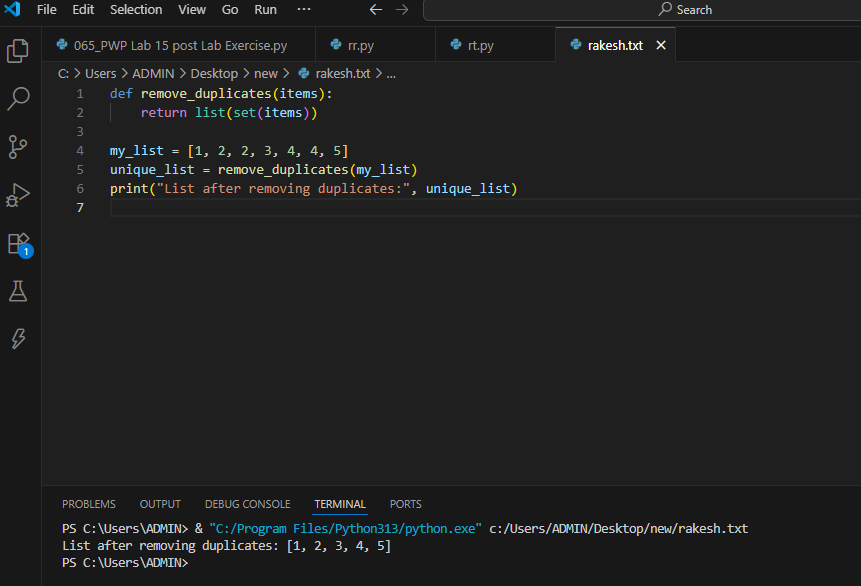 File Edit Selection View Go Run ··· ← → Search
065_PWP Lab 15 post Lab Exercise.py rr.py rt.py rakesh.txt ×
C: > Users > ADMIN > Desktop > new > rakesh.txt > ...
1 def remove_duplicates(items):
2     return list(set(items))
3
4 my_list = [1, 2, 2, 3, 4, 4, 5]
5 unique_list = remove_duplicates(my_list)
6 print("List after removing duplicates:", unique_list)
7
1
PROBLEMS OUTPUT DEBUG CONSOLE TERMINAL PORTS
PS C:\Users\ADMIN> & "C:/Program Files/Python313/python.exe" c:/Users/ADMIN/Desktop/new/rakesh.txt
List after removing duplicates: [1, 2, 3, 4, 5]
PS C:\Users\ADMIN>